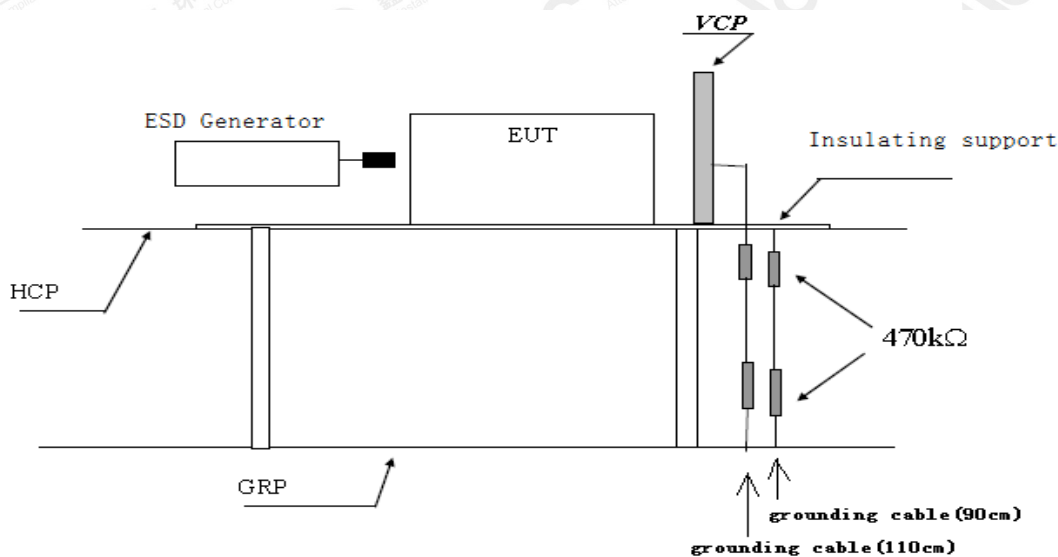 VCP
ESD Generator
EUT
Insulating support
HCP
470kΩ
GRP
grounding cable(90cm)
grounding cable(110cm)